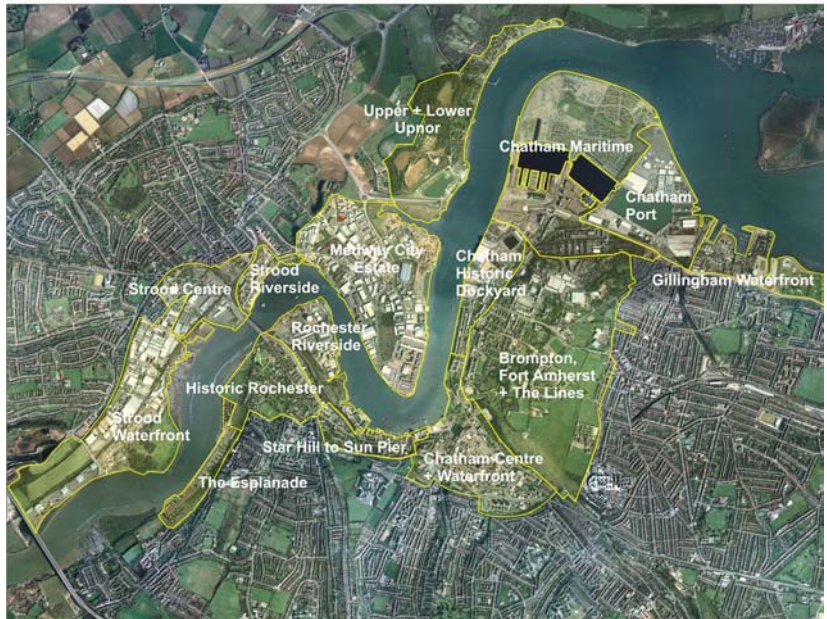 Upper + Lower
Upnor
Chatham Maritime
Chatham
Port
Medway City
Estate
Chatham
Historic
Dockyard
Gillingham Waterfront
Strood
Riverside
Strood Centre
Rochester
Riverside
Historic Rochester
Brompton,
Fort Amherst
+ The Lines
Strood
Waterfront
Star Hill to Sun Pier
Chatham Centre
+ Waterfront
The Esplanade